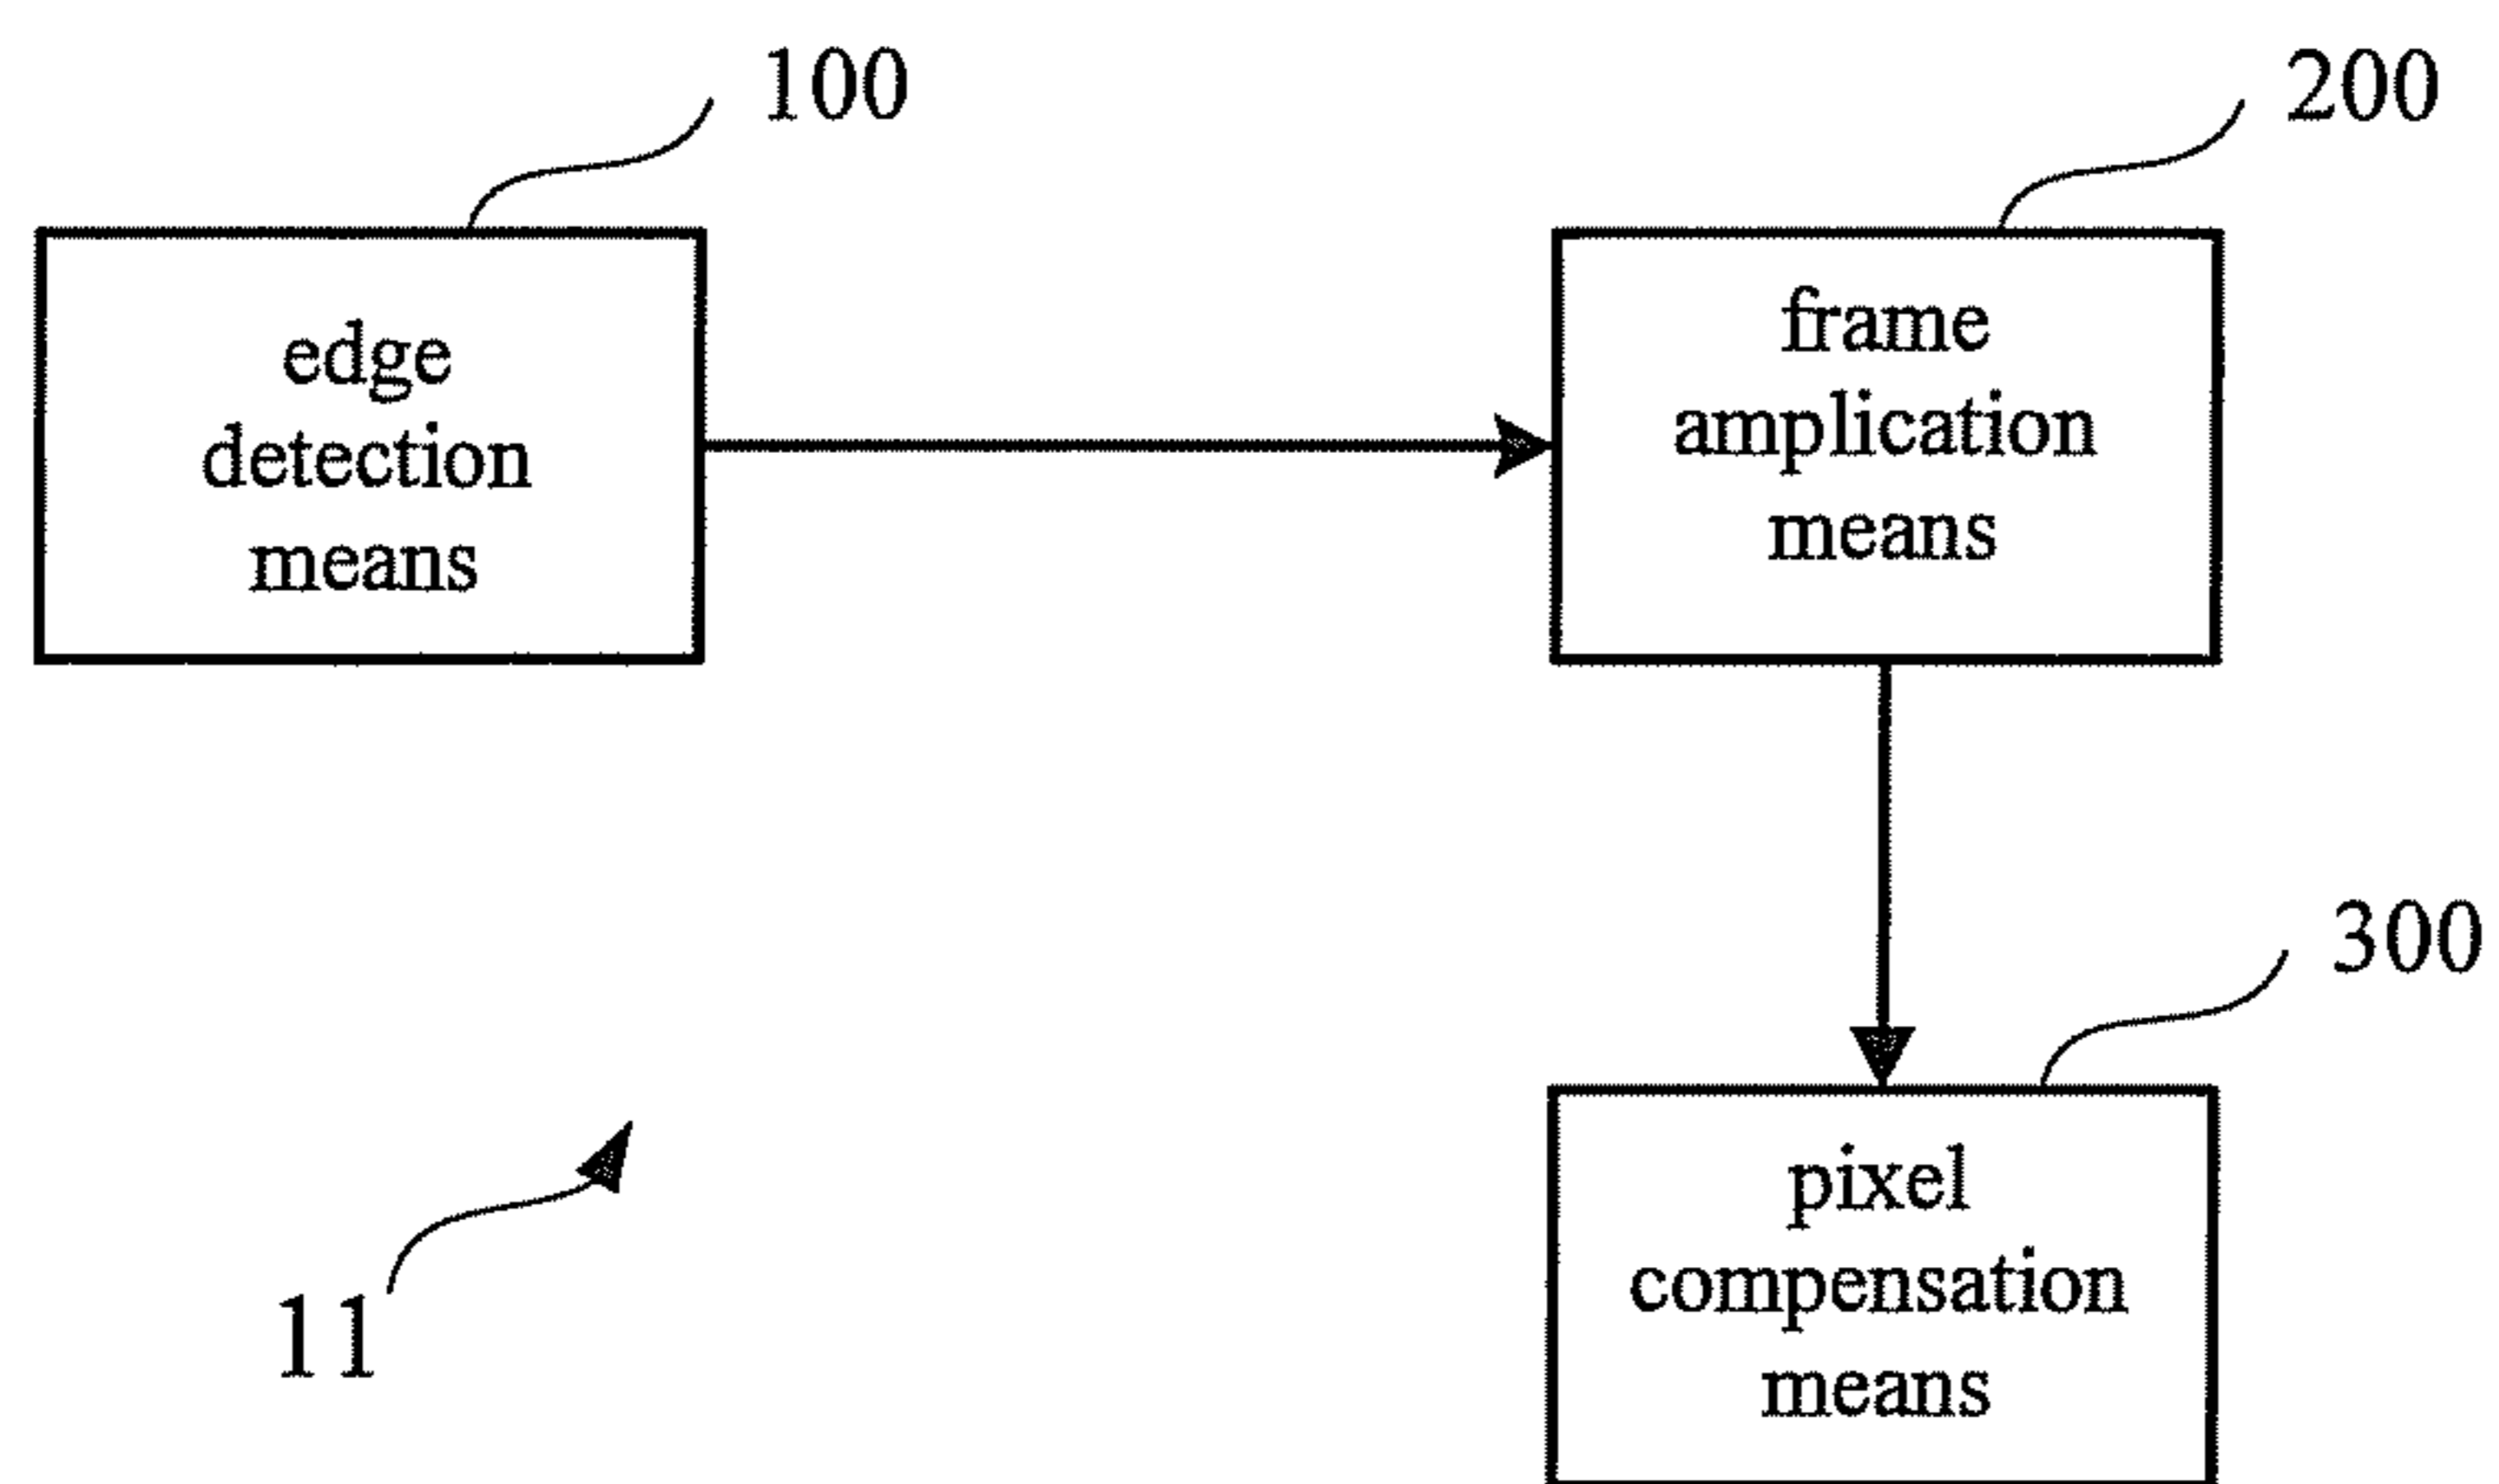 100
200
edge
detection
means
frame
amplication
means
300
pixel
compensation
means
11